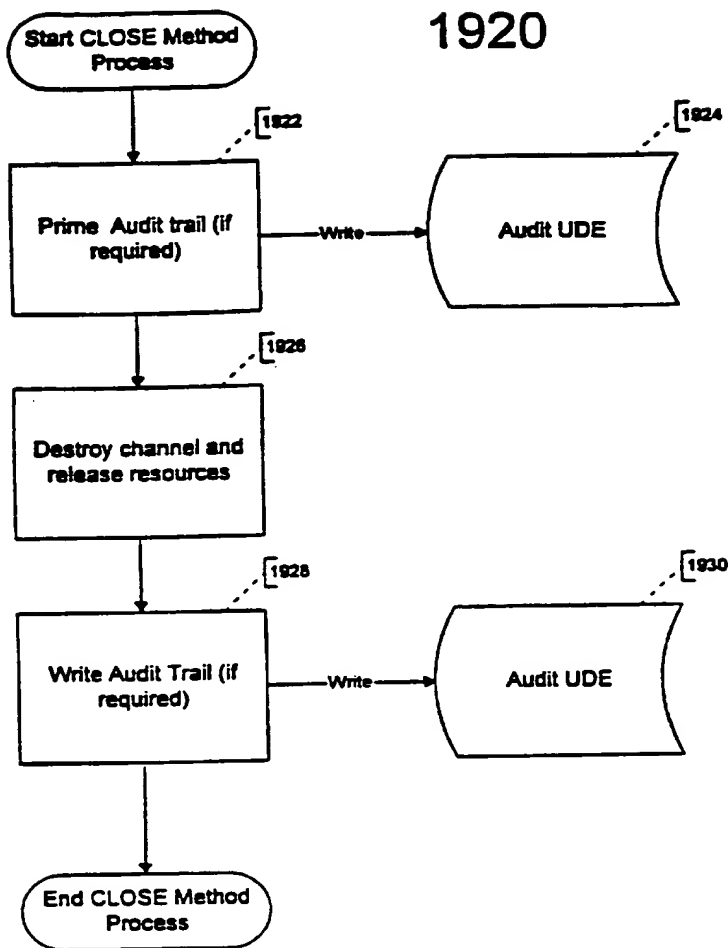 1920
Start CLOSE Method
Process
1922
1924
Prime Audit trail (if
required)
Write
Audit UDE
1926
Destroy channel and
release resources
1928
1930
Write Audit Trail (if
required)
Write
Audit UDE
End CLOSE Method
Process